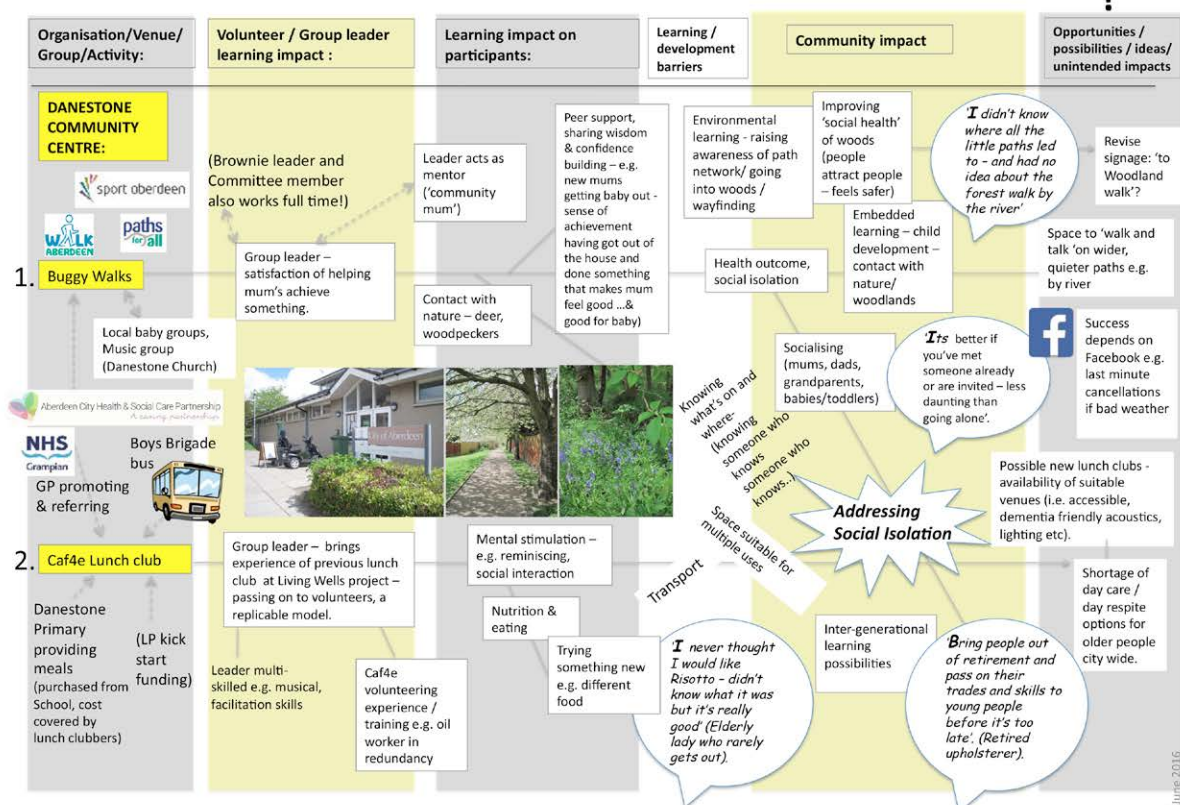 ?
Organisation/Venue/
Group/Activity:
Volunteer / Group leader
learning impact :
Learning impact on
participants:
Learning /
development
barriers
Community impact
Opportunities /
possibilities / ideas/
unintended impacts
DANESTONE
COMMUNITY
CENTRE:
sport aberdeen
WALK
ABERDEEN
paths
for all
1.
Buggy Walks
Local baby groups,
Music group
(Danestone Church)
(Brownie leader and
Committee member
also works full time!)
Group leader –
satisfaction of helping
mum's achieve
something.
Leader acts as
mentor
('community
mum')
Contact with
nature – deer,
woodpeckers
Peer support,
sharing wisdom
& confidence
building – e.g.
new mums
getting baby out -
sense of
achievement
having got out of
the house and
done something
that makes mum
feel good ...&
good for baby)
Environmental
learning - raising
awareness of path
network/ going
into woods /
wayfinding
Improving
'social health'
of woods
(people
attract people
– feels safer)
Embedded
learning – child
development –
contact with
nature/
woodlands
Health outcome,
social isolation
'I didn't know
where all the
little paths led
to – and had no
idea about the
forest walk by
the river'
Revise
signage: 'to
Woodland
walk'?
Space to 'walk and
talk 'on wider,
quieter paths e.g.
by river
Socialising
(mums, dads,
grandparents,
babies/toddlers)
'Its better if
you've met
someone already
or are invited – less
daunting than
going alone'.
f
Success
depends on
Facebook e.g.
last minute
cancellations
if bad weather
Aberdeen City Health & Social Care Partnership
A caring partnership
NHS
Grampian
GP promoting
& referring
Boys Brigade
bus
City of Aberdeen
Knowing
what's on and
where-
(knowing
someone who
knows
someone who
knows..)
Space suitable for
multiple uses
Transport
Addressing
Social Isolation
Possible new lunch clubs -
availability of suitable
venues (i.e. accessible,
dementia friendly acoustics,
lighting etc).
2.
Caf4e Lunch club
Danestone
Primary
providing
meals
(purchased from
School, cost
covered by
lunch clubbers)
(LP kick
start
funding)
Group leader – brings
experience of previous lunch
club at Living Wells project –
passing on to volunteers, a
replicable model.
Leader multi-
skilled e.g. musical,
facilitation skills
Caf4e
volunteering
experience /
training e.g. oil
worker in
redundancy
Mental stimulation –
e.g. reminiscing,
social interaction
Nutrition &
eating
Trying
something new
e.g. different
food
'I never thought
I would like
Risotto – didn't
know what it was
but it's really
good' (Elderly
lady who rarely
gets out).
Inter-generational
learning
possibilities
'Bring people out
of retirement and
pass on their
trades and skills to
young people
before it's too
late', (Retired
upholsterer).
Shortage of
day care /
day respite
options for
older people
city wide.
June 2016